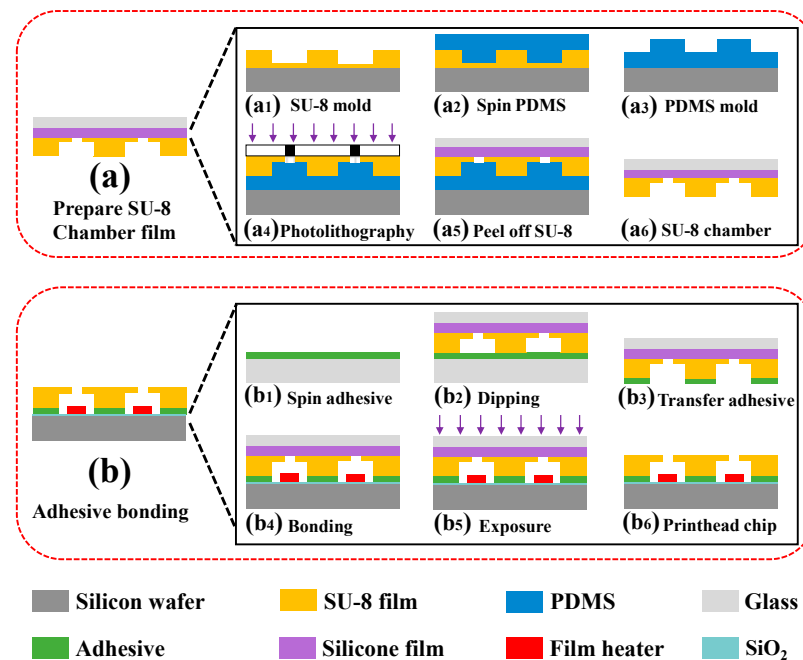 (a)
Prepare SU-8
Chamber film
(a1) SU-8 mold
(a2) Spin PDMS
(a3) PDMS mold
(a4) Photolithography
(a5) Peel off SU-8
(a6) SU-8 chamber
(b)
Adhesive bonding
(b1) Spin adhesive
(b2) Dipping
(b3) Transfer adhesive
(b4) Bonding
(b5) Exposure
(b6) Printhead chip
Silicon wafer
SU-8 film
PDMS
Glass
Adhesive
Silicone film
Film heater
SiO₂